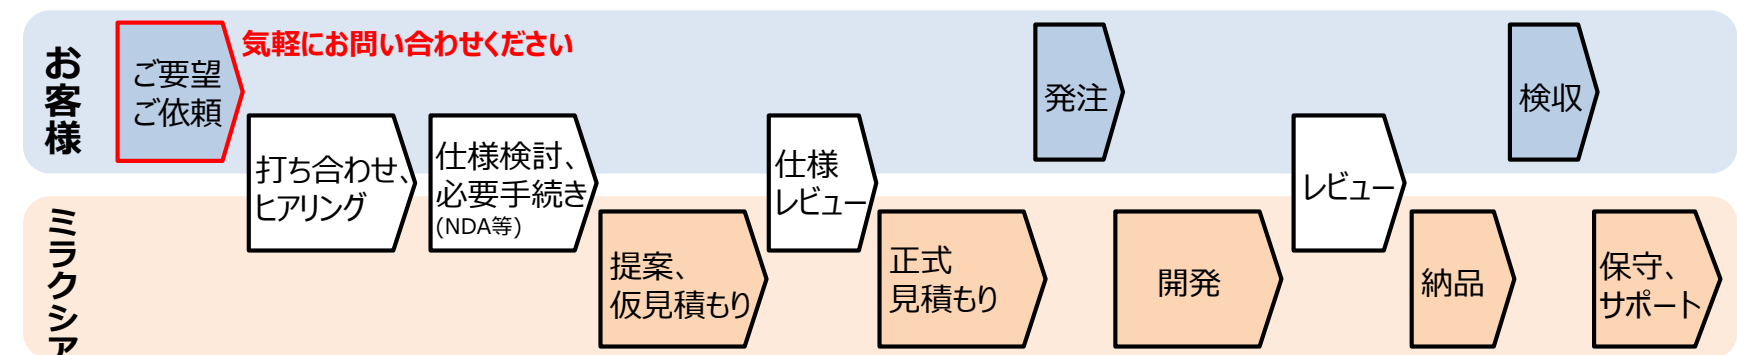 お客様
ご要望
ご依頼
気軽にお問い合わせください
打ち合わせ、
ヒアリング
仕様検討、
必要手続き
(NDA等)
提案、
仮見積もり
仕様
レビュー
正式
見積もり
発注
開発
レビュー
納品
検収
保守、
サポート
ミラクシア